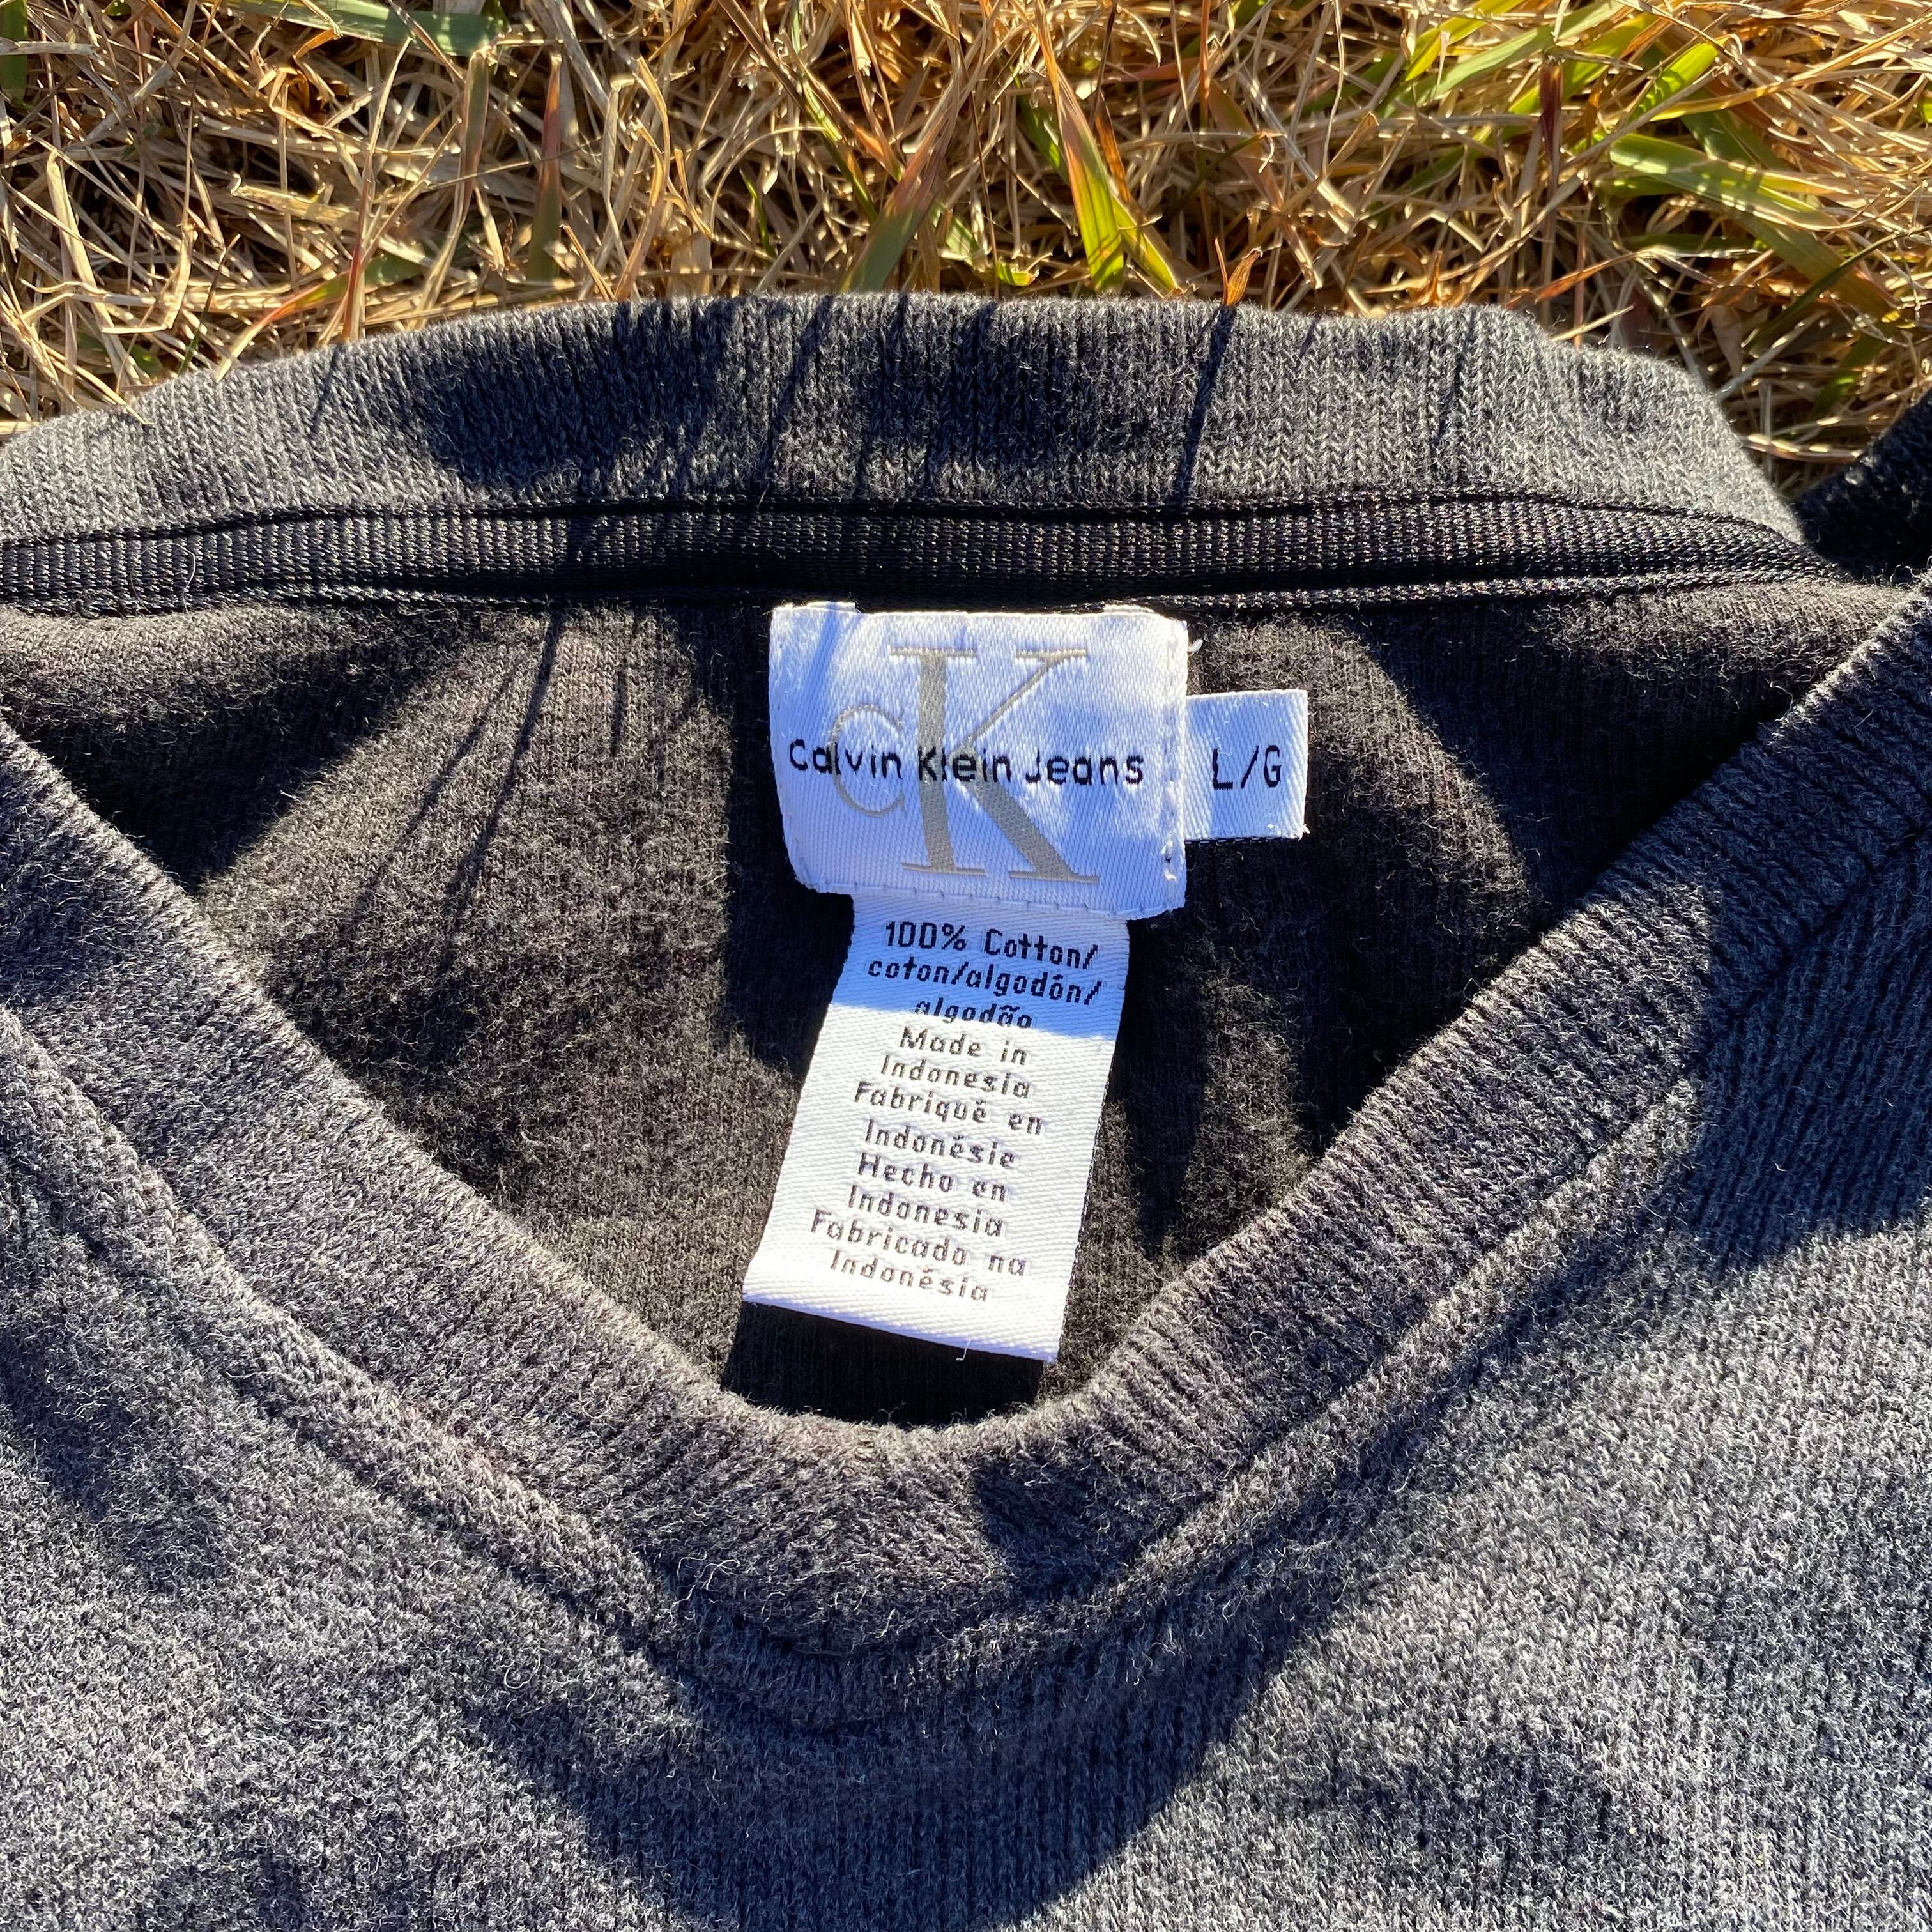 cK
Calvin Klein Jeans
L/G
100% Cotton/
coton/algodón/
algodão
Made in
Indonesia
Fabriqué en
Indonésie
Hecho en
Indonesia
Fabricado na
Indonésia